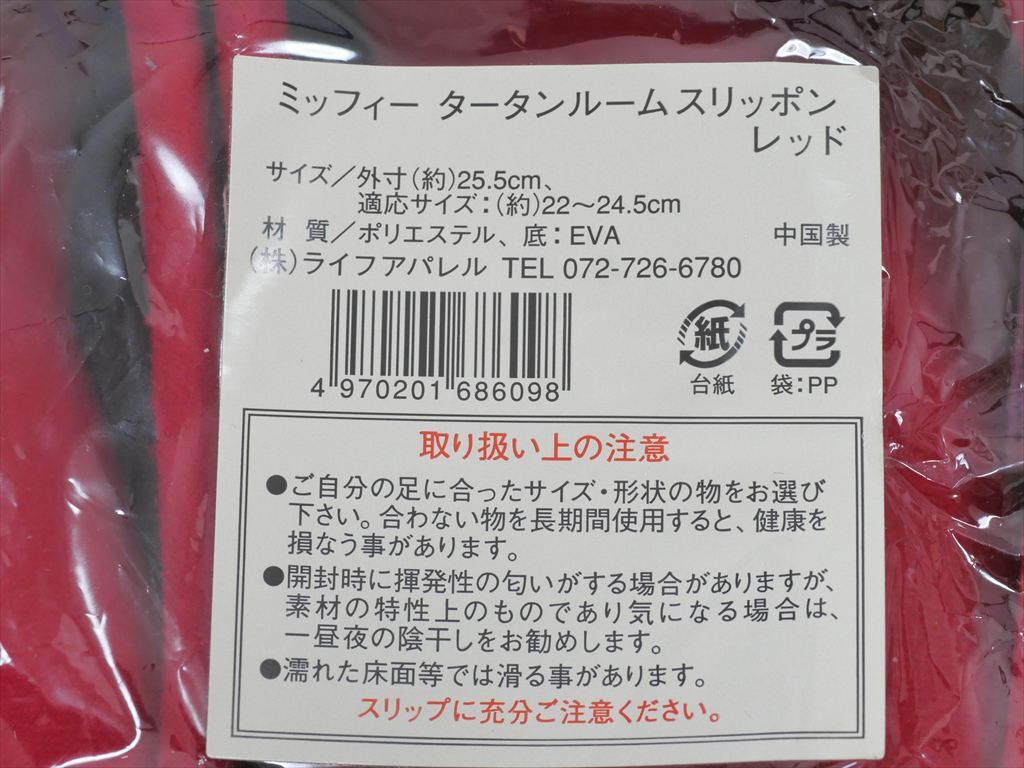 ミッフィー タータンルームスリッポン
レッド
サイズ／外寸(約)25.5cm、
適応サイズ：(約)22～24.5cm
材 質／ポリエステル、底：EVA 中国製
(株)ライフアパレル TEL 072-726-6780
紙 プラ
台紙 袋：PP
4 970201 686098
取り扱い上の注意
●ご自分の足に合ったサイズ・形状の物をお選び
下さい。合わない物を長期間使用すると、健康を
損なう事があります。
●開封時に揮発性の匂いがする場合がありますが、
素材の特性上のものであり気になる場合は、
一昼夜の陰干しをお勧めします。
●濡れた床面等では滑る事があります。
スリップに充分ご注意ください。